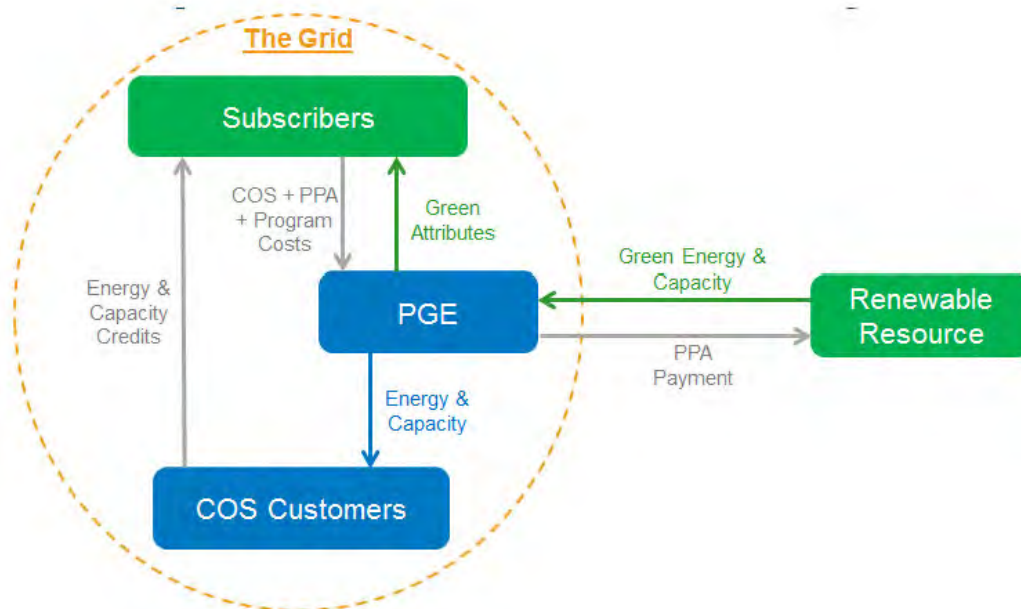 The Grid
Subscribers
COS + PPA
+ Program
Costs
Green
Attributes
Energy &
Capacity
Credits
Green Energy &
Capacity
PGE
Renewable
Resource
PPA
Payment
Energy &
Capacity
COS Customers